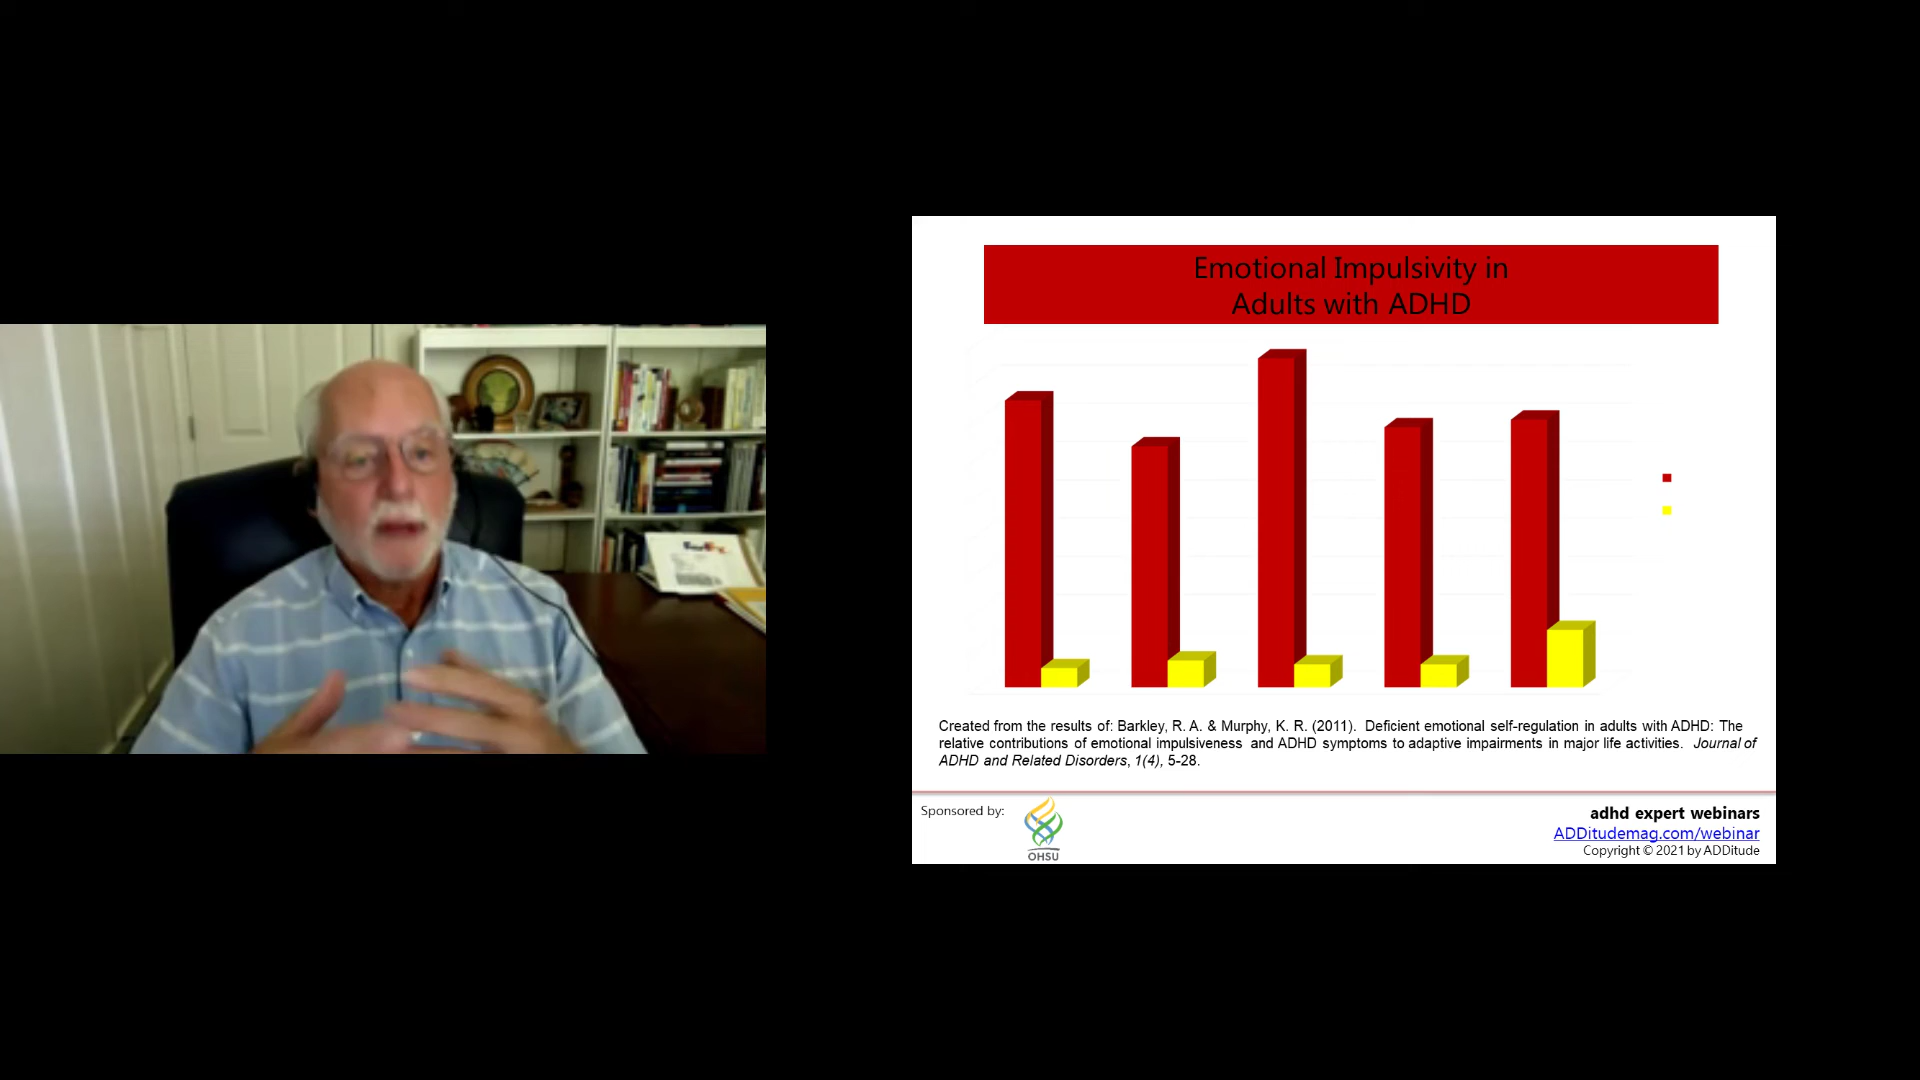 Emotional Impulsivity in
Adults with ADHD
Created from the results of: Barkley, R. A. & Murphy, K. R. (2011). Deficient emotional self-regulation in adults with ADHD: The
relative contributions of emotional impulsiveness and ADHD symptoms to adaptive impairments in major life activities. Journal of
ADHD and Related Disorders, 1(4), 5-28.
Sponsored by:
OHSU
adhd expert webinars
ADDitudemag.com/webinar
Copyright © 2021 by ADDitude